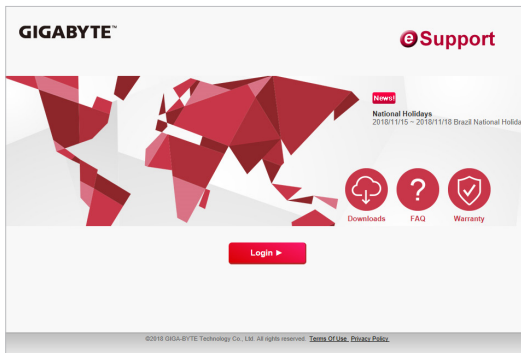 GIGABYTE™
eSupport
News!
National Holidays
2018/11/15 ~ 2018/11/18 Brazil National Holida
Downloads FAQ Warranty
Login ►
©2018 GIGA-BYTE Technology Co., Ltd. All rights reserved. Terms Of Use Privacy Policy